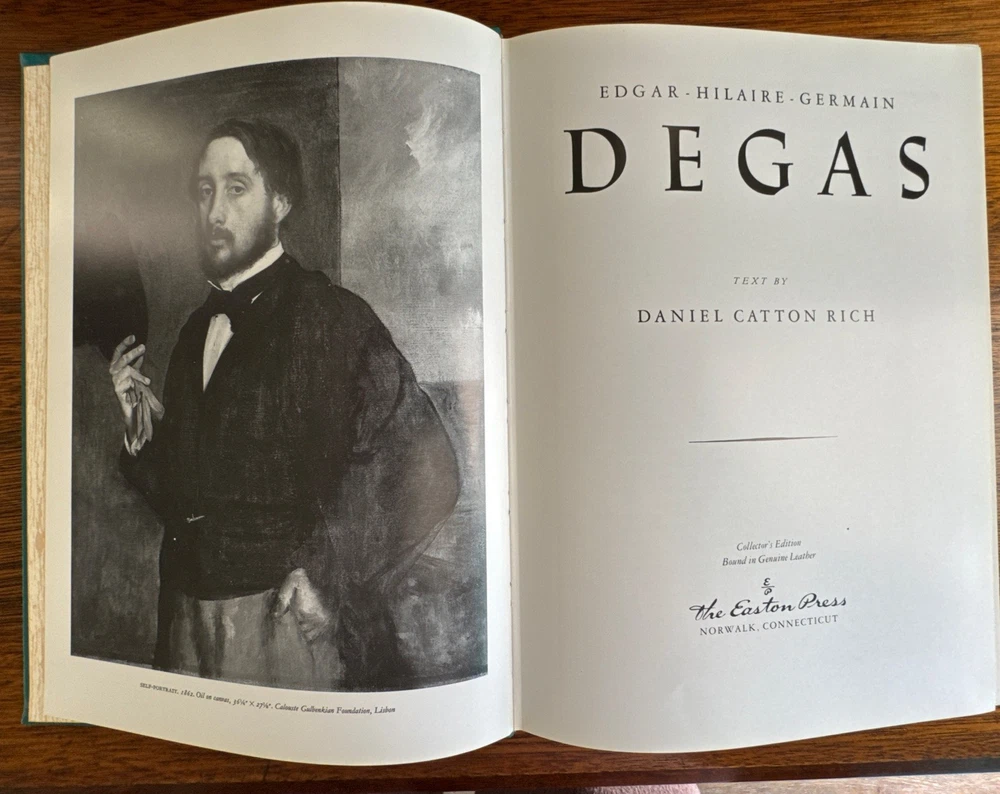 SELF-PORTRAIT. 1862. Oil on canvas, 36¼" × 27⅛". Calouste Gulbenkian Foundation, Lisbon
EDGAR-HILAIRE-GERMAIN
DEGAS
TEXT BY
DANIEL CATTON RICH
Collector's Edition
Bound in Genuine Leather
The Easton Press
NORWALK, CONNECTICUT